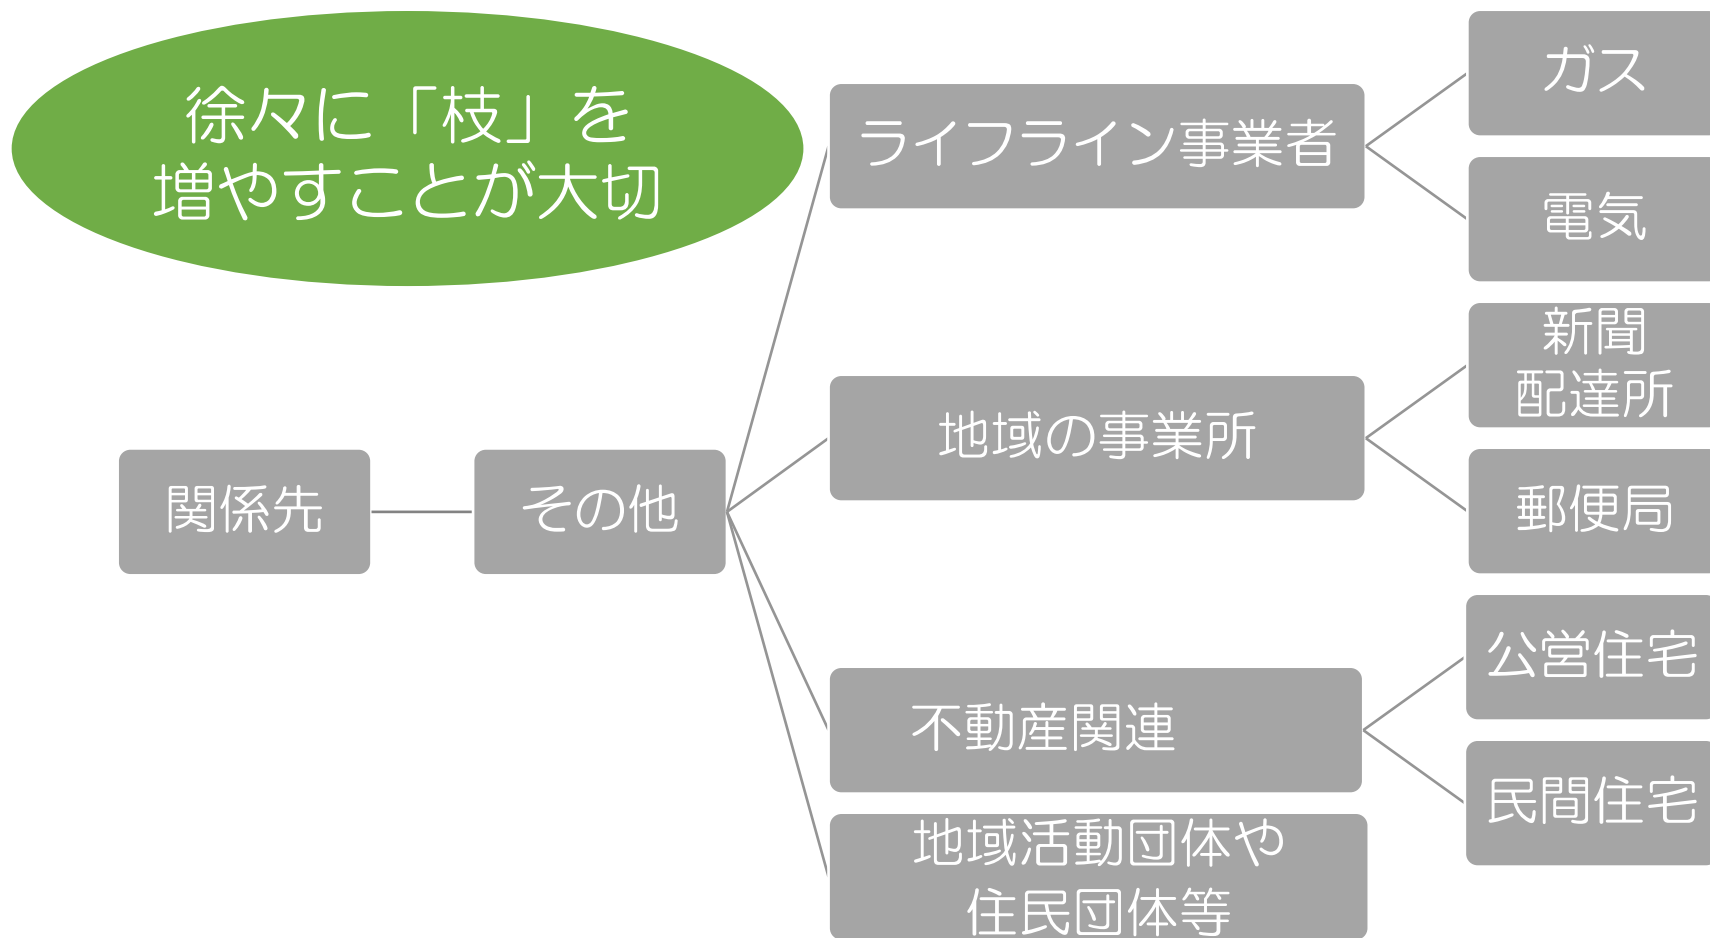 徐々に「枝」を
増やすことが大切
関係先
その他
ライフライン事業者
ガス
電気
地域の事業所
新聞
配達所
郵便局
不動産関連
公営住宅
民間住宅
地域活動団体や
住民団体等